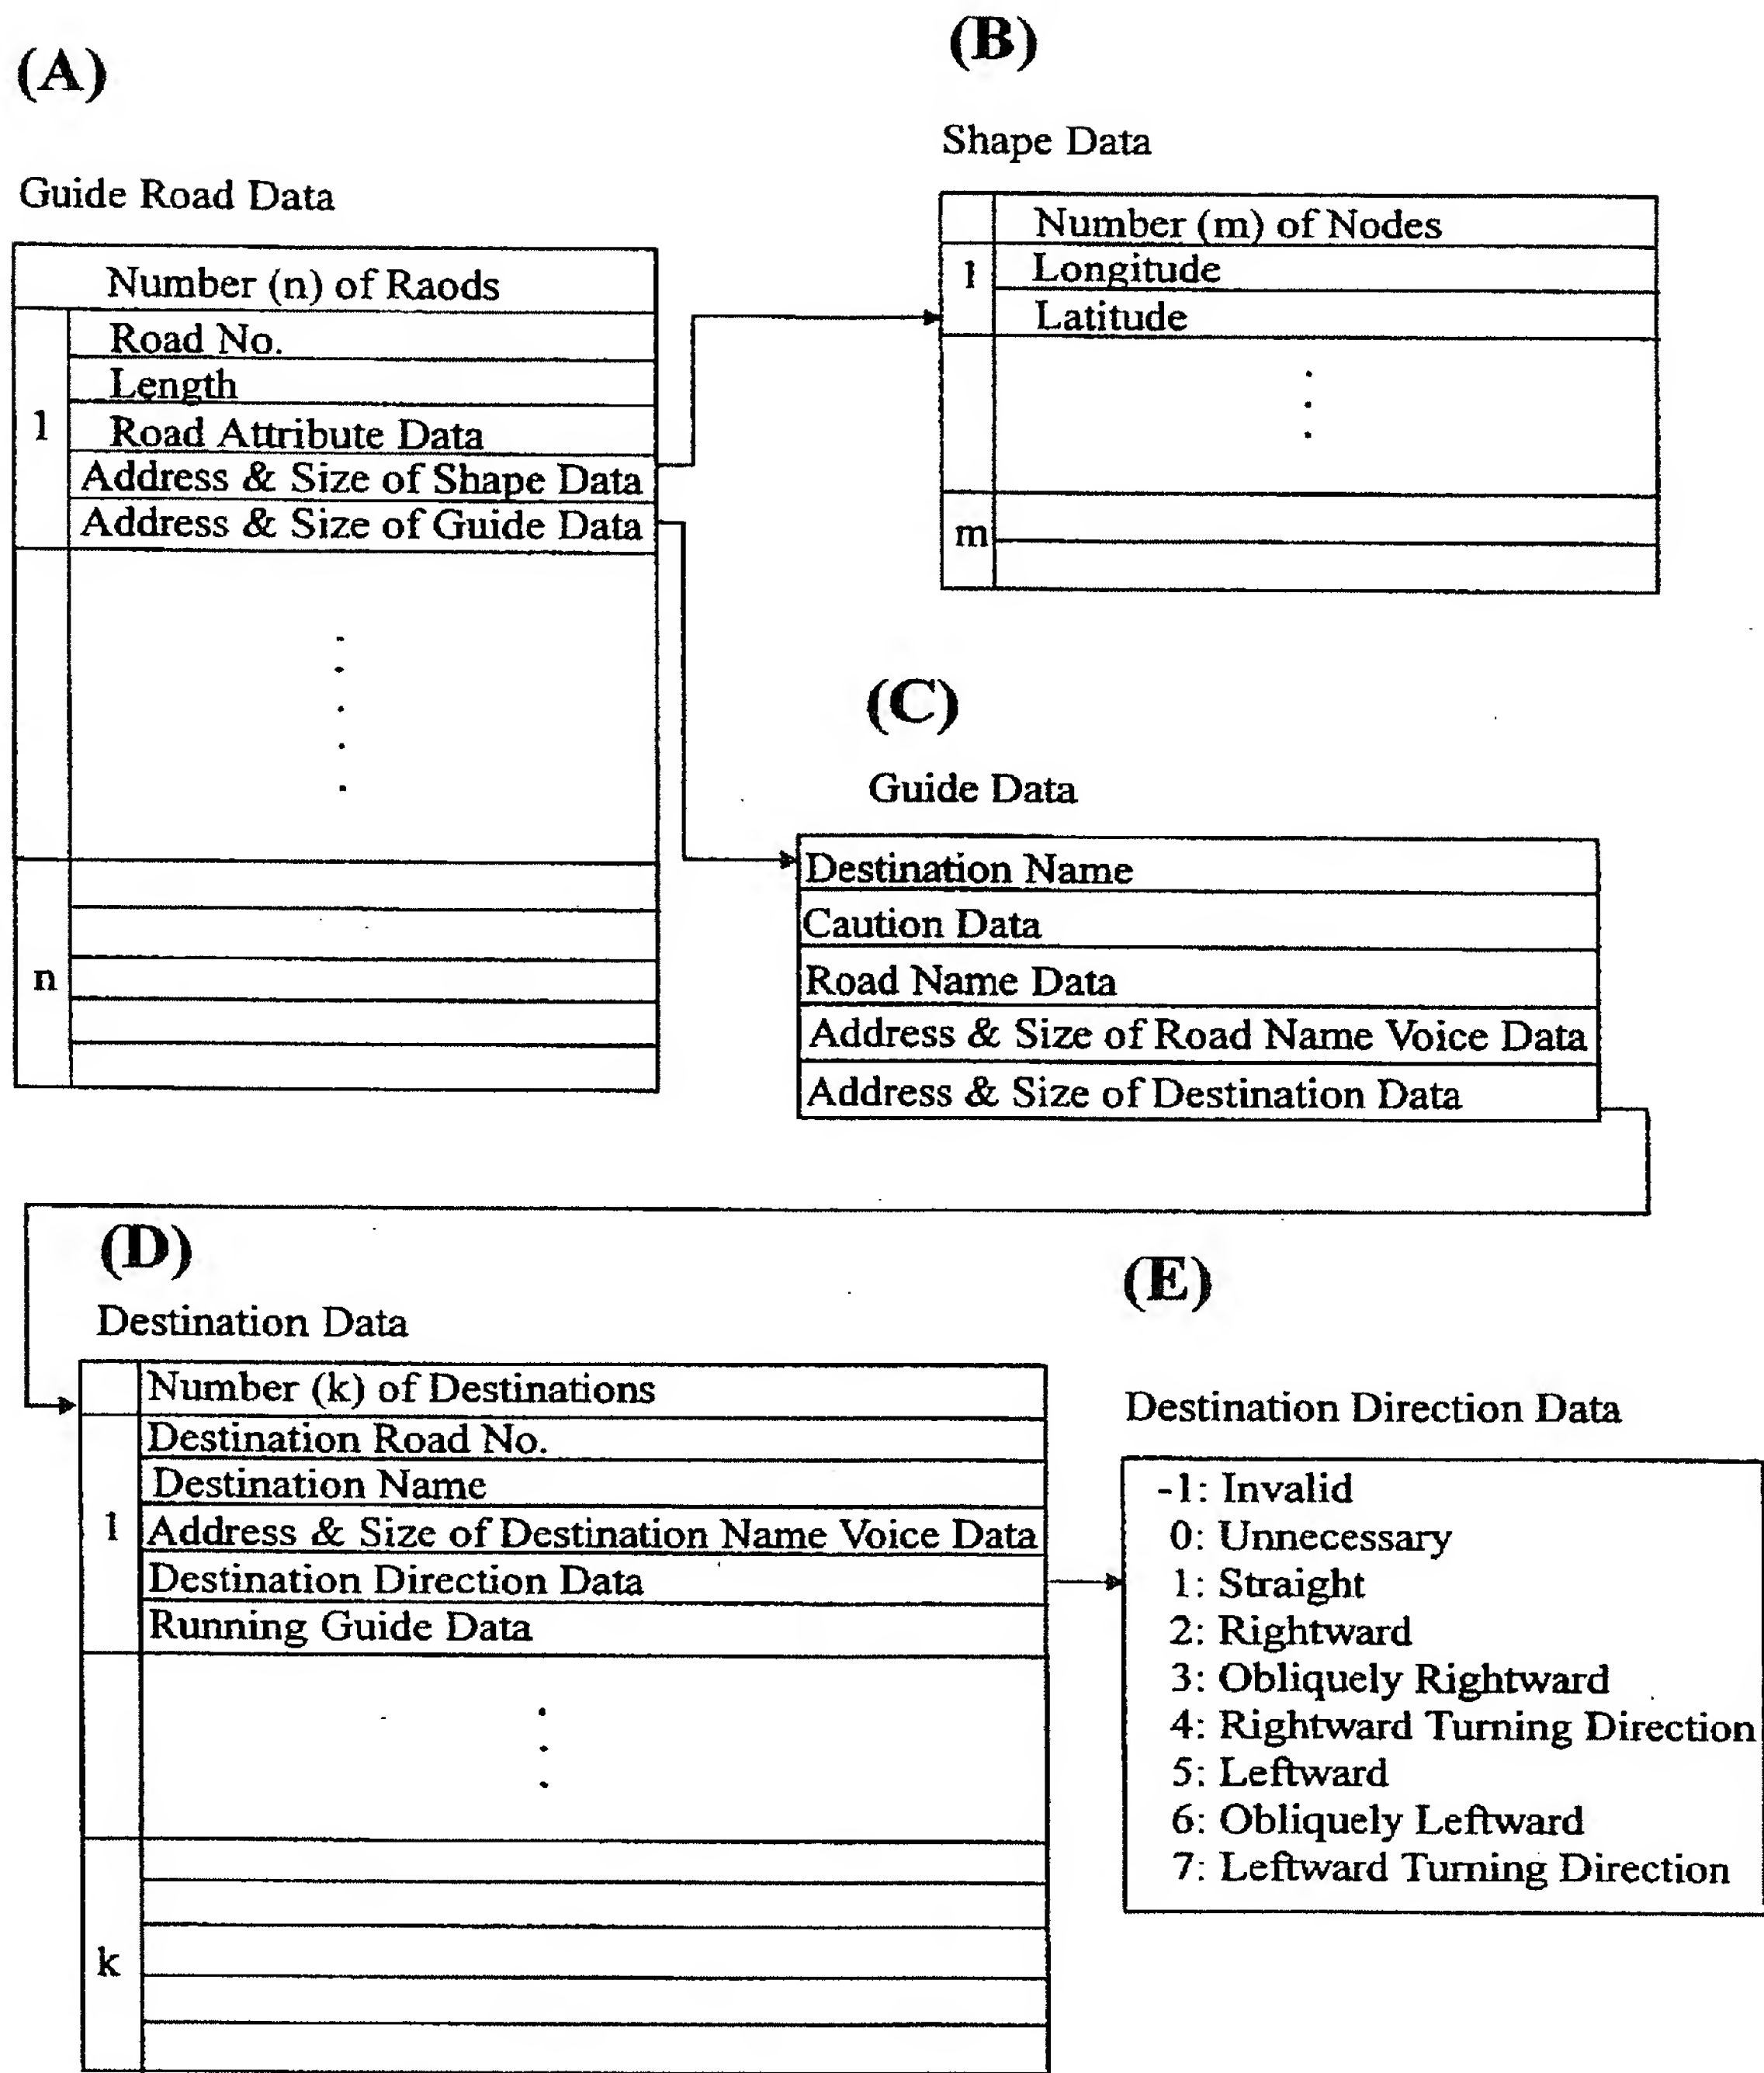 (A)
Guide Road Data
Number (n) of Raods
1
Road No.
Length
Road Attribute Data
Address & Size of Shape Data
Address & Size of Guide Data
n
(B)
Shape Data
Number (m) of Nodes
1
Longitude
Latitude
m
(C)
Guide Data
Destination Name
Caution Data
Road Name Data
Address & Size of Road Name Voice Data
Address & Size of Destination Data
(D)
Destination Data
Number (k) of Destinations
1
Destination Road No.
Destination Name
Address & Size of Destination Name Voice Data
Destination Direction Data
Running Guide Data
k
(E)
Destination Direction Data
-1: Invalid
0: Unnecessary
1: Straight
2: Rightward
3: Obliquely Rightward
4: Rightward Turning Direction
5: Leftward
6: Obliquely Leftward
7: Leftward Turning Direction